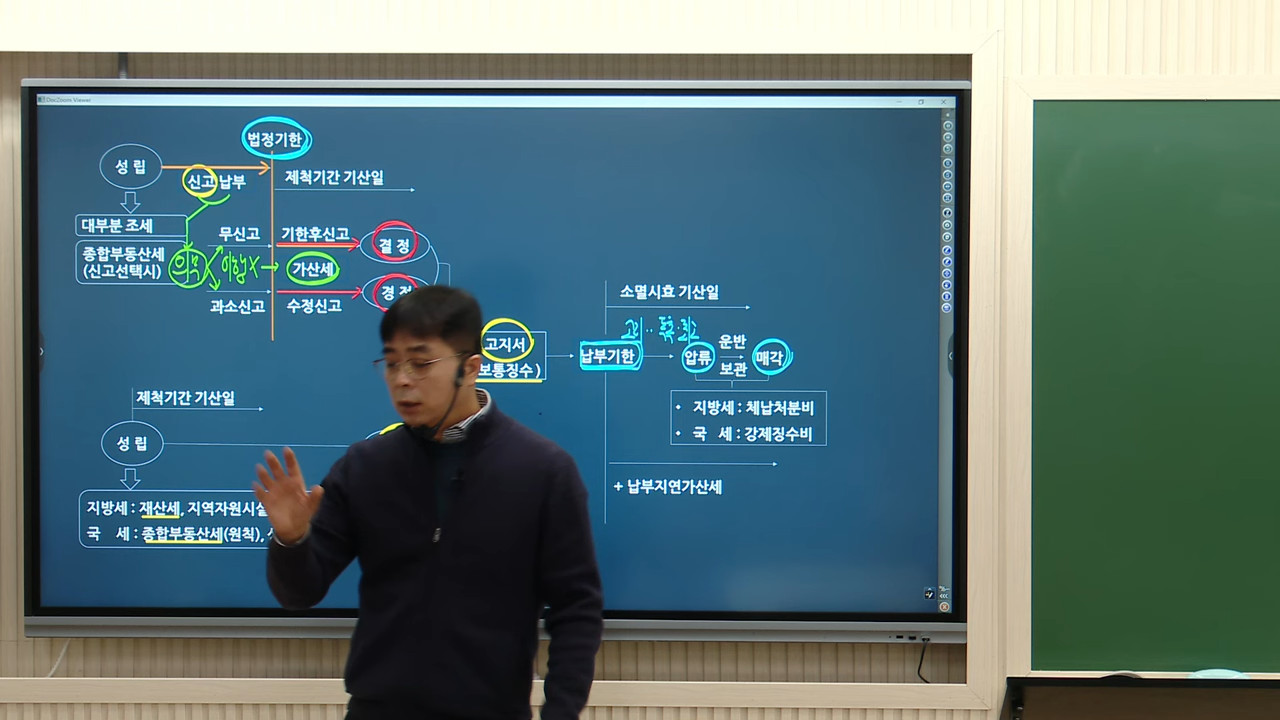 DocZoom Viewer
법정기한
성 립
신고납부
제척기간 기산일
대부분 조세
종합부동산세
(신고선택시)
의무
이행X
무신고
기한후신고
결 정
가산세
과소신고
수정신고
경정
고지서
보통징수 )
소멸시효 기산일
납부기한
압류
운반
보관
매각
• 지방세 : 체납처분비
• 국 세 : 강제징수비
+ 납부지연가산세
제척기간 기산일
성 립
지방세 : 재산세, 지역자원시설
국 세 : 종합부동산세(원칙),